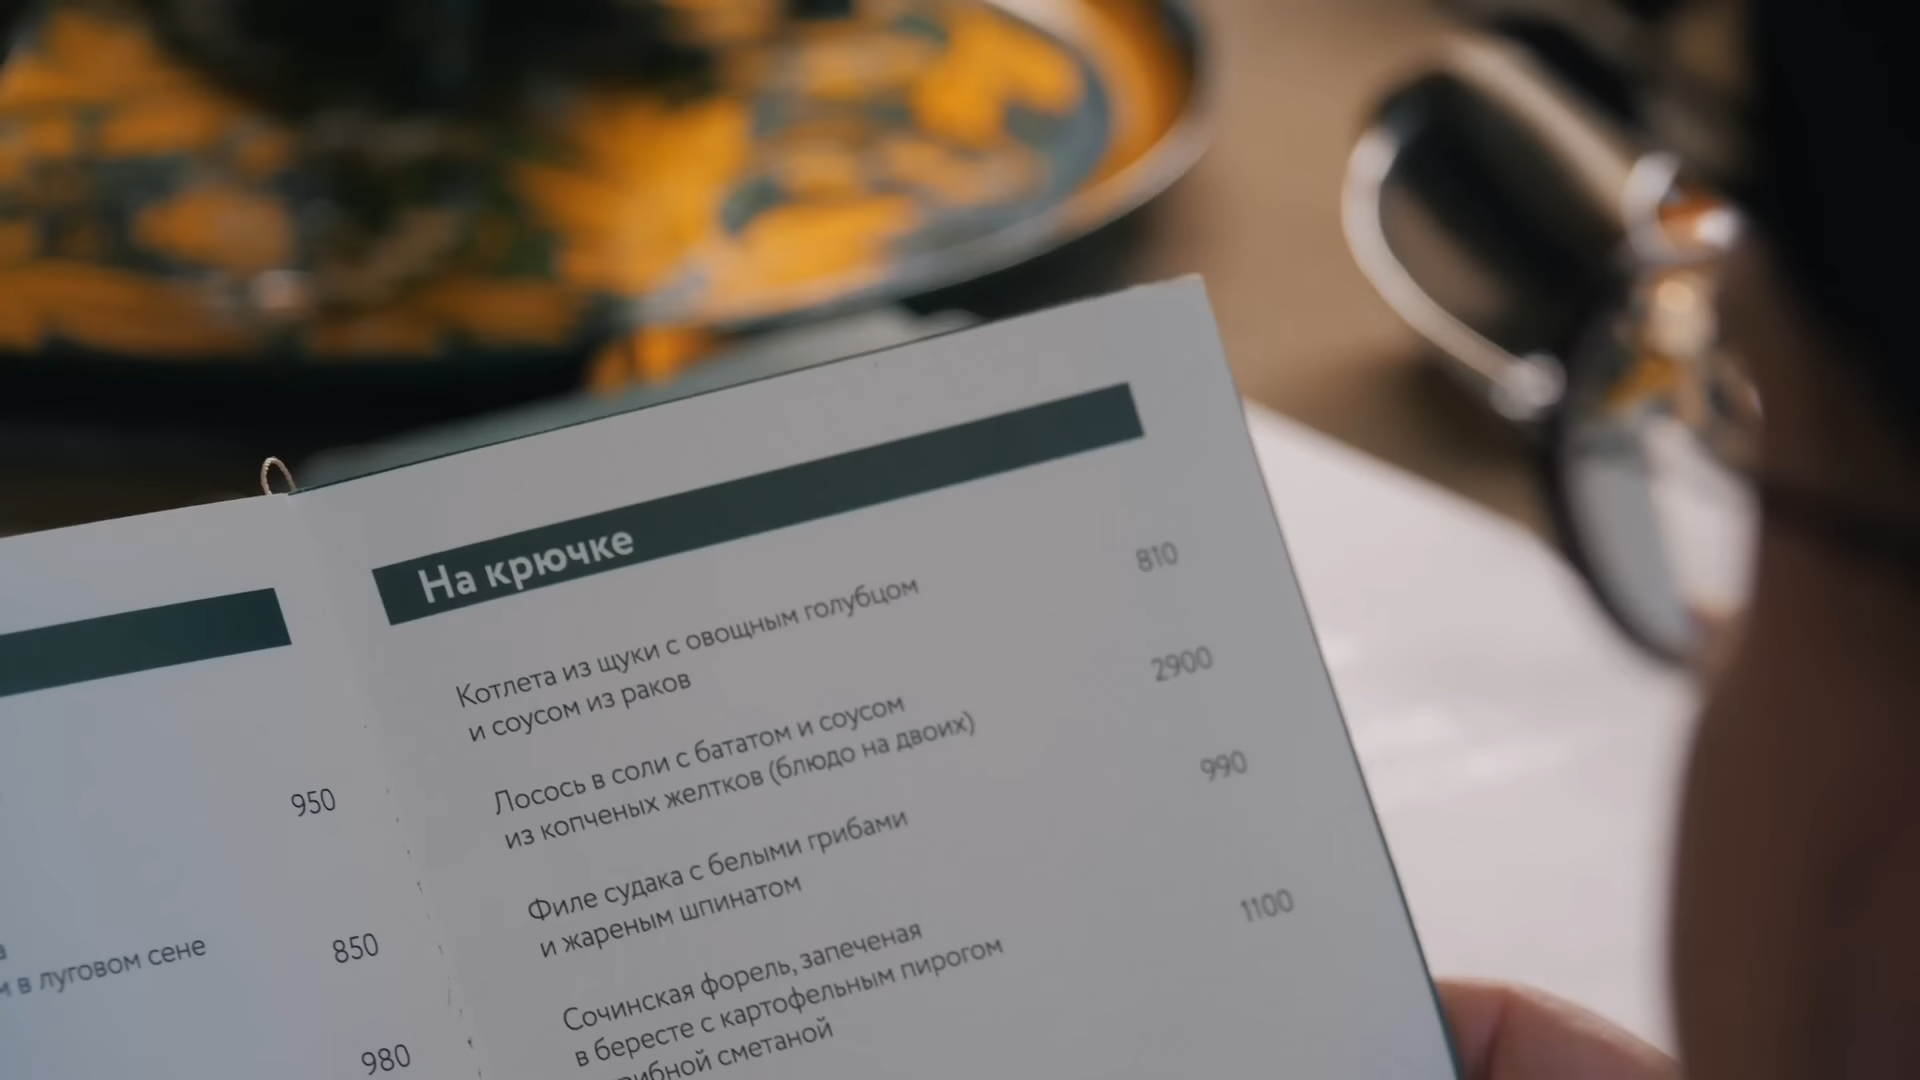 950
в луговом сене
850
980
На крючке
Котлета из щуки с овощным голубцом
и соусом из раков
810
Лосось в соли с бататом и соусом
из копченых желтков (блюдо на двоих)
2900
Филе судака с белыми грибами
и жареным шпинатом
990
Сочинская форель, запеченая
в бересте с картофельным пирогом
сметаной
1100